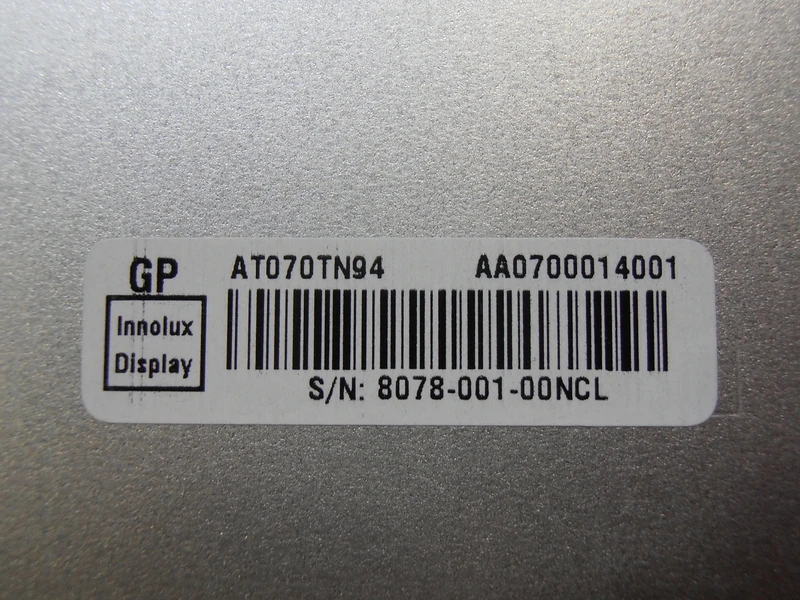 GP AT070TN94 AA0700014001
Innolux
Display
S/N: 8078-001-00NCL